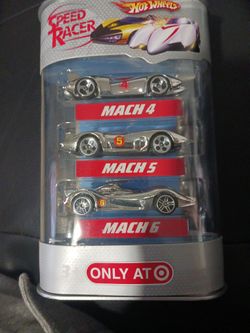 SPEED
RACER
Hot Wheels
4
MACH 4
5
MACH 5
6
MACH 6
ONLY AT